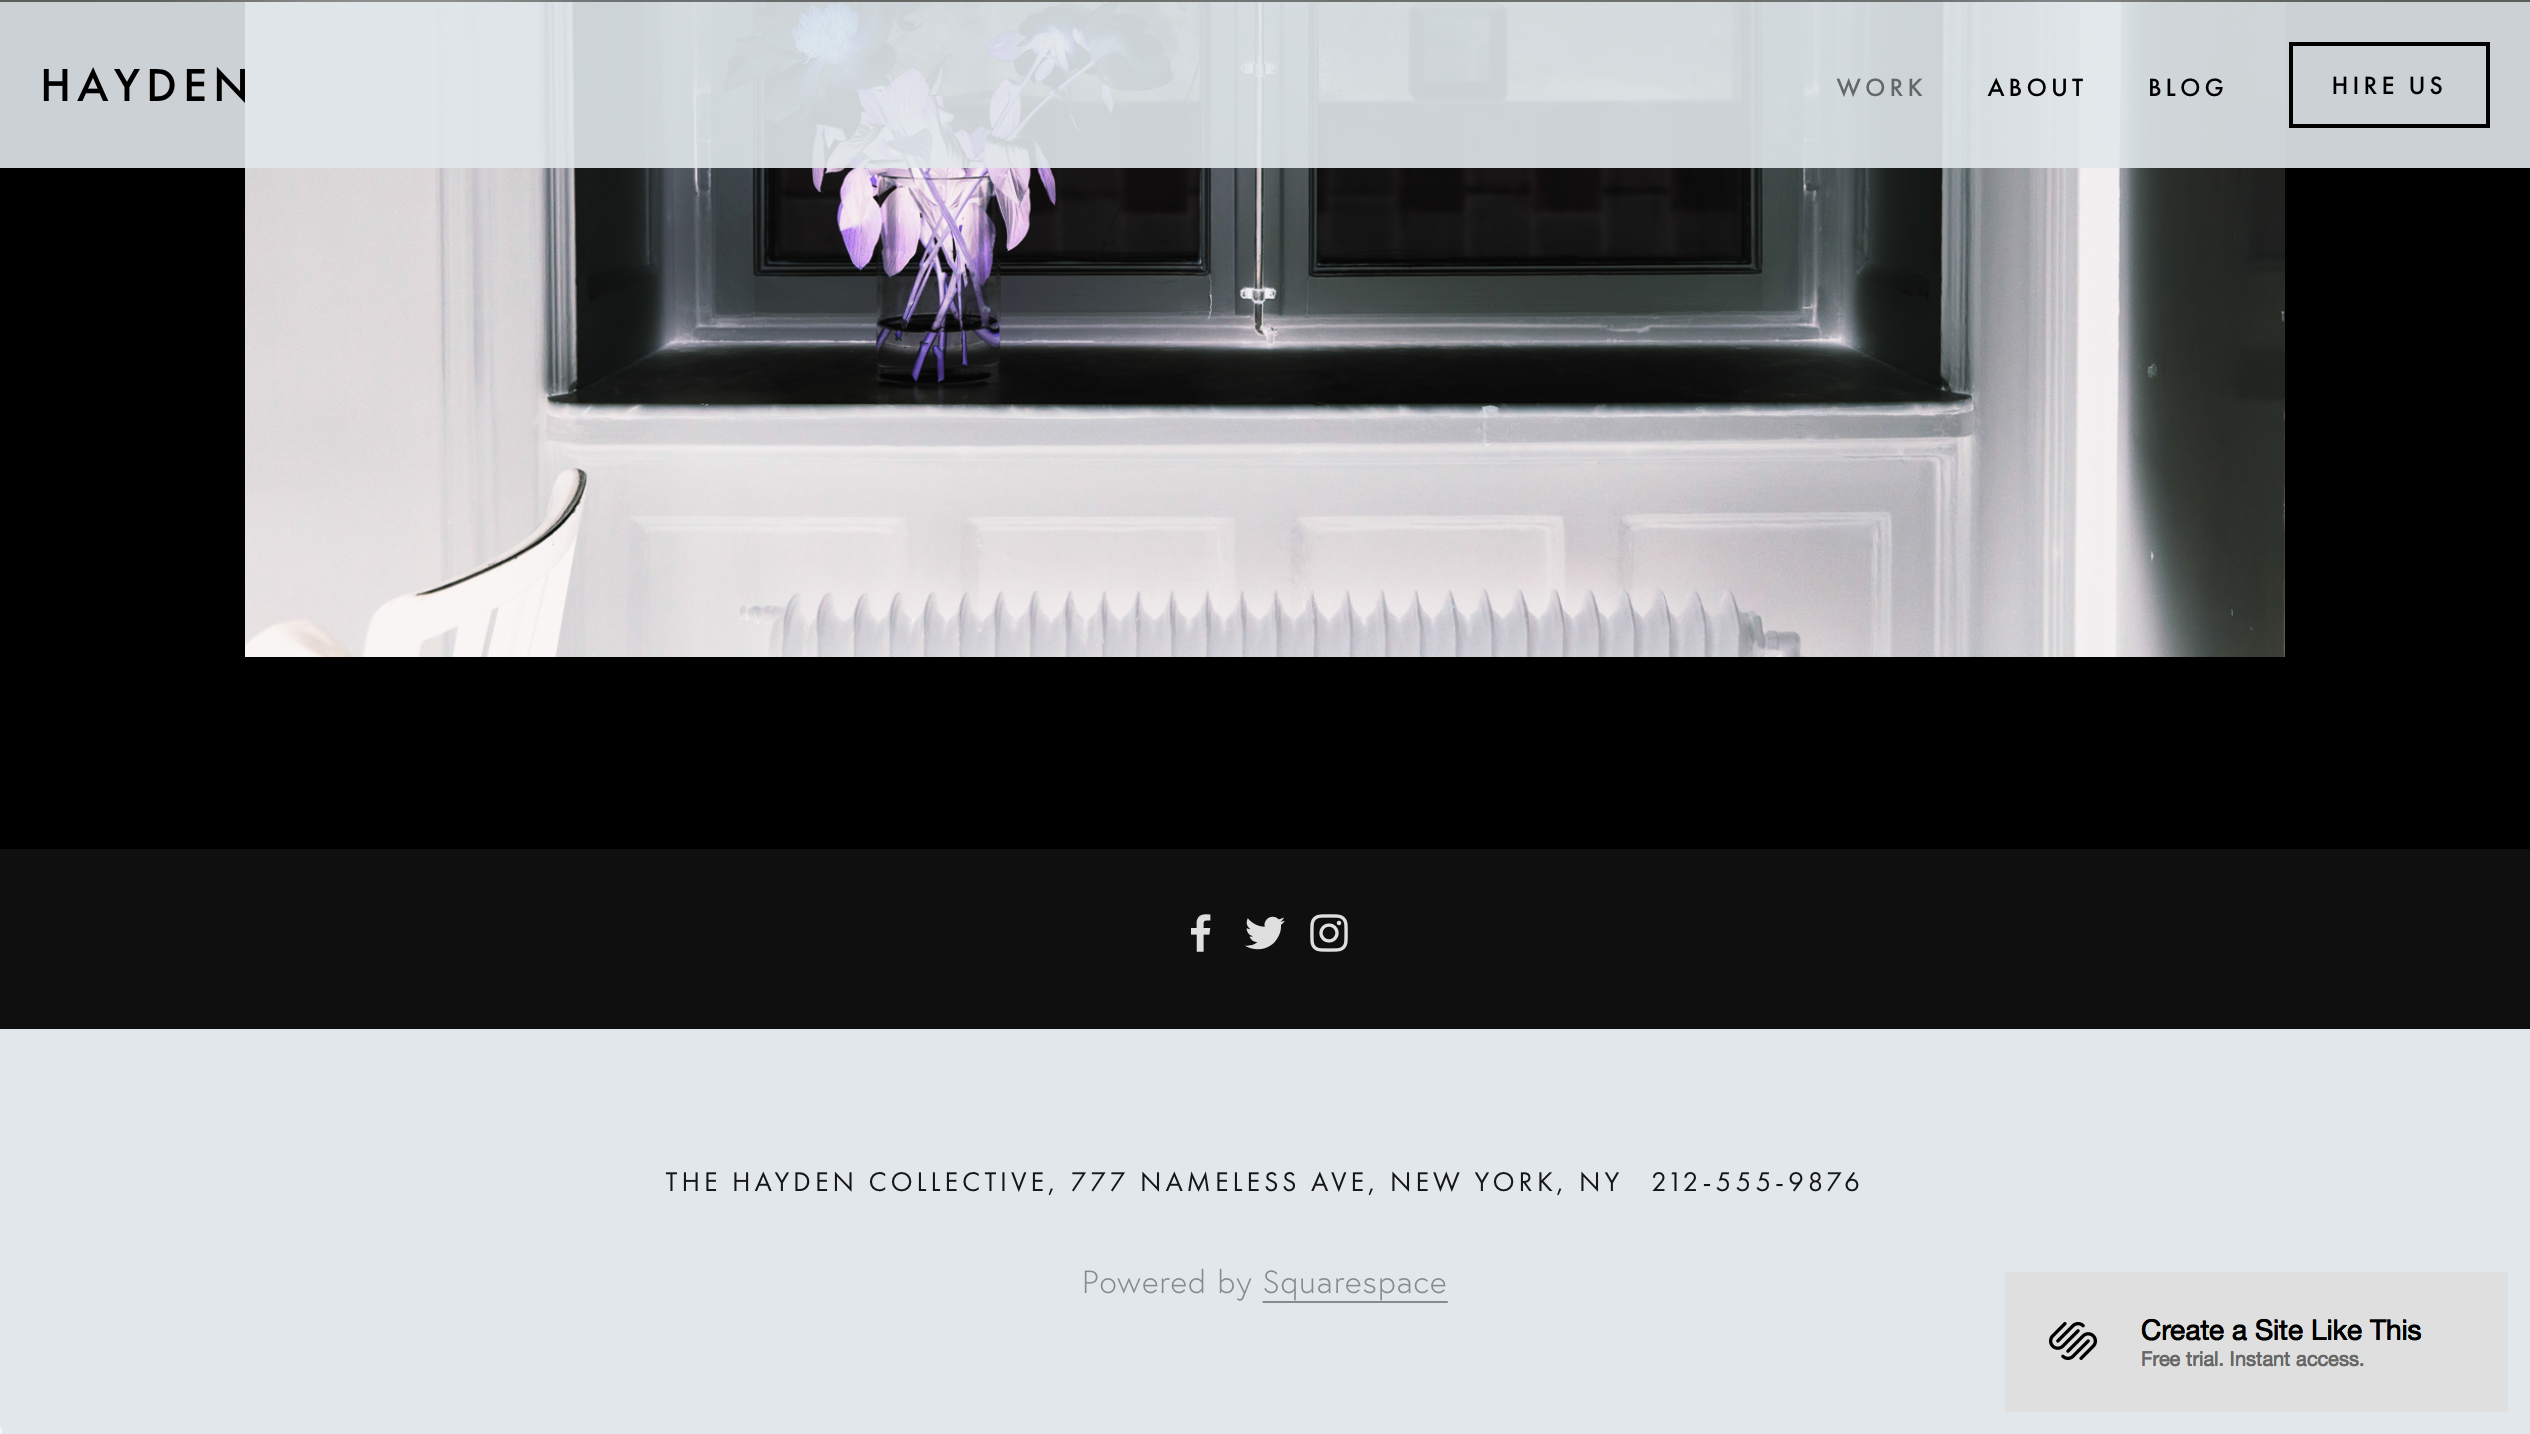 HAYDEN
WORK ABOUT BLOG HIRE US
THE HAYDEN COLLECTIVE, 777 NAMELESS AVE, NEW YORK, NY 212-555-9876
Powered by Squarespace
Create a Site Like This
Free trial. Instant access.